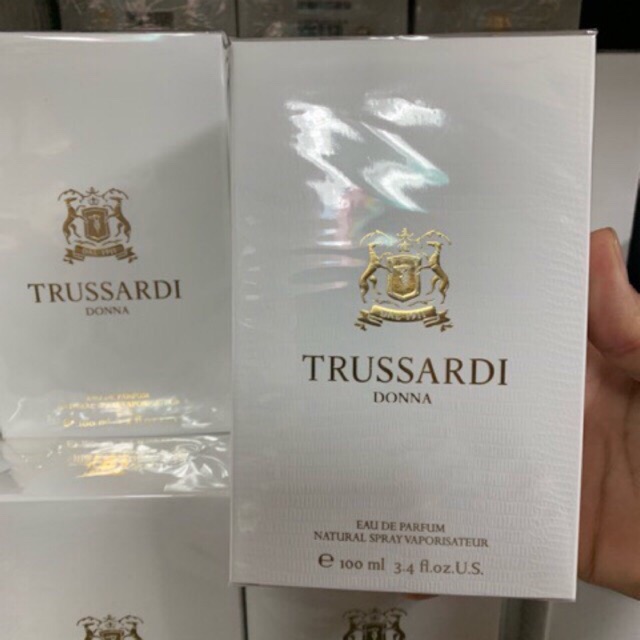 TRUSSARDI
DONNA
TRUSSARDI
DONNA
EAU DE PARFUM
NATURAL SPRAY VAPORISATEUR
℮ 100 ml 3.4 fl.oz.U.S.